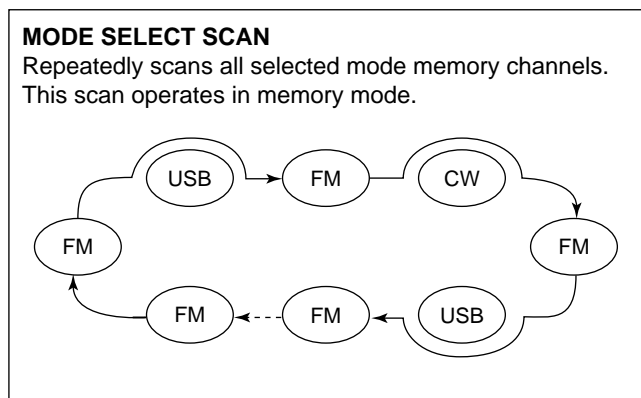 MODE SELECT SCAN
Repeatedly scans all selected mode memory channels.
This scan operates in memory mode.
USB FM CW
FM FM
FM FM USB